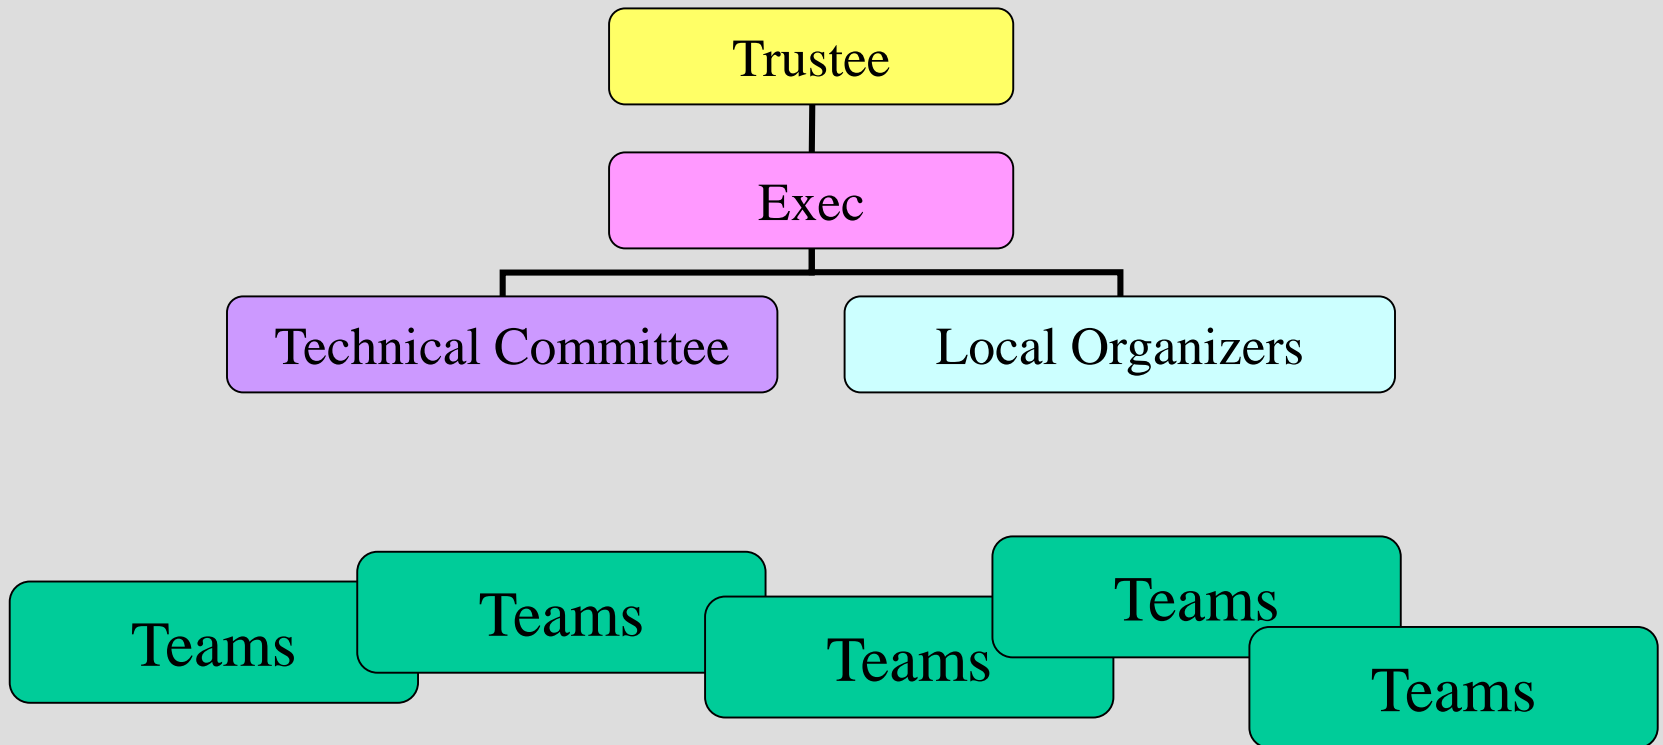 Trustee
Exec
Technical Committee
Local Organizers
Teams
Teams
Teams
Teams
Teams